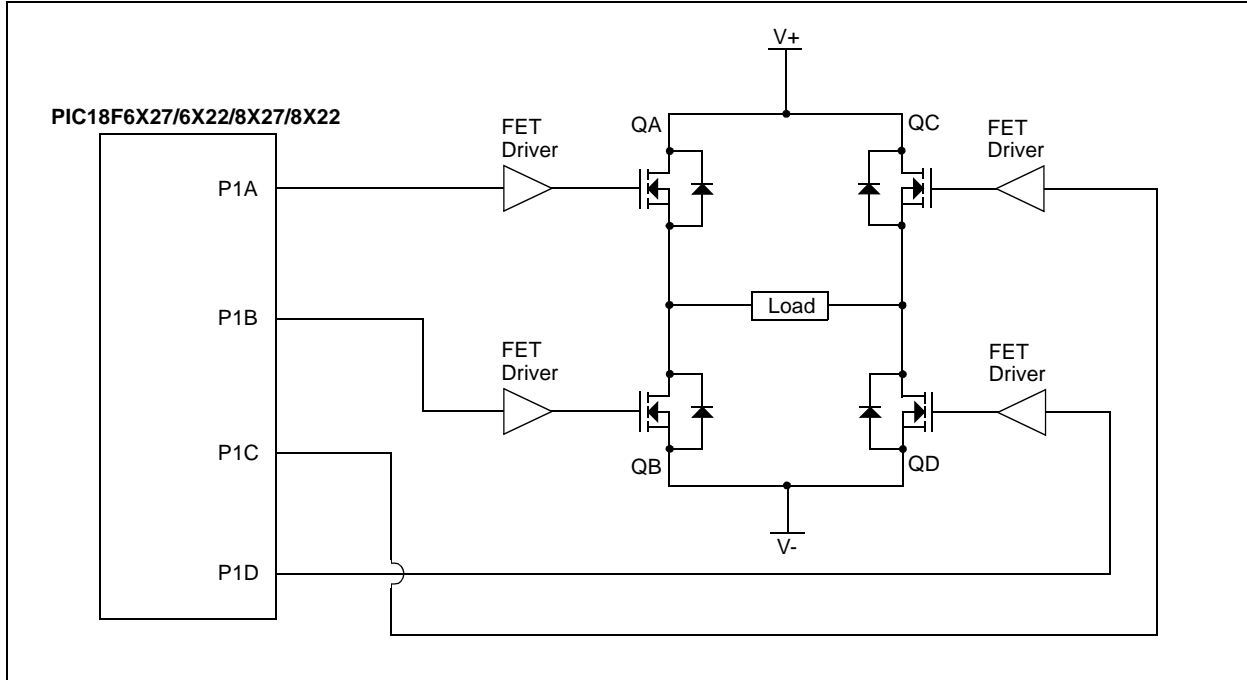 V+
PIC18F6X27/6X22/8X27/8X22
QA
QC
FET
Driver
FET
Driver
P1A
Load
P1B
FET
Driver
FET
Driver
P1C
QB
QD
V-
P1D